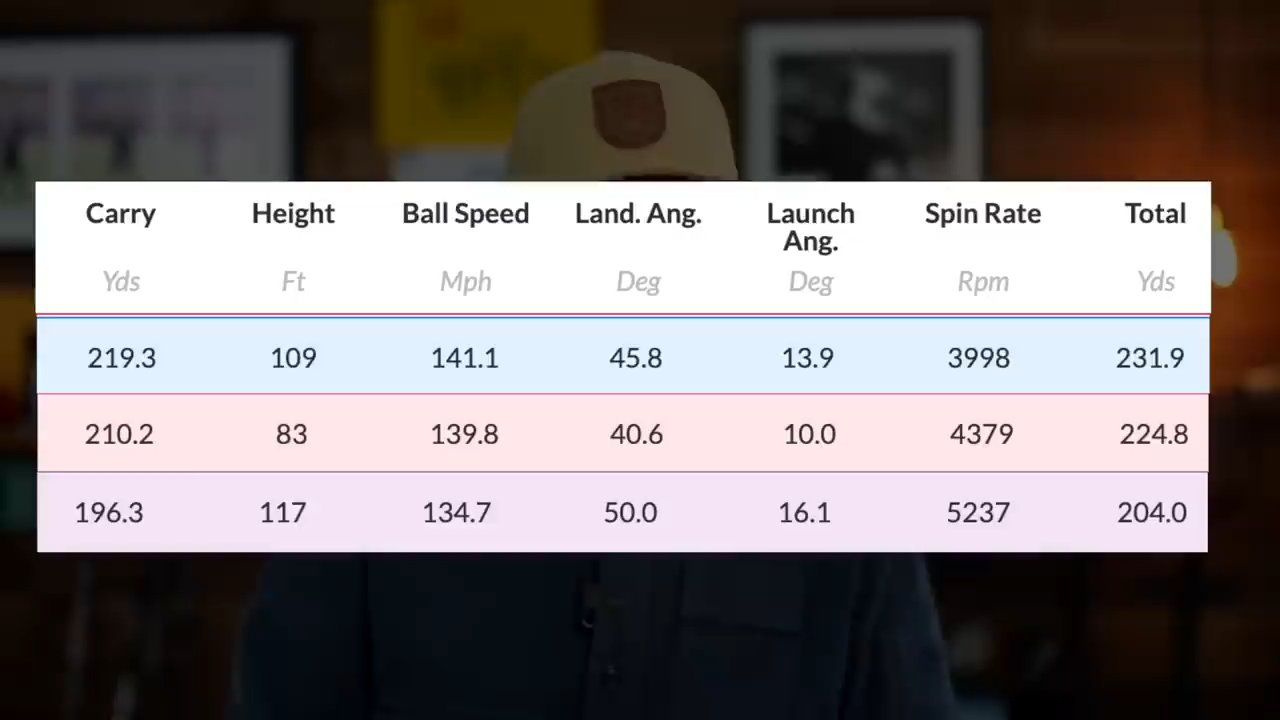 Carry Height Ball Speed Land. Ang. Launch Ang. Spin Rate Total
Yds Ft Mph Deg Deg Rpm Yds
219.3 109 141.1 45.8 13.9 3998 231.9
210.2 83 139.8 40.6 10.0 4379 224.8
196.3 117 134.7 50.0 16.1 5237 204.0